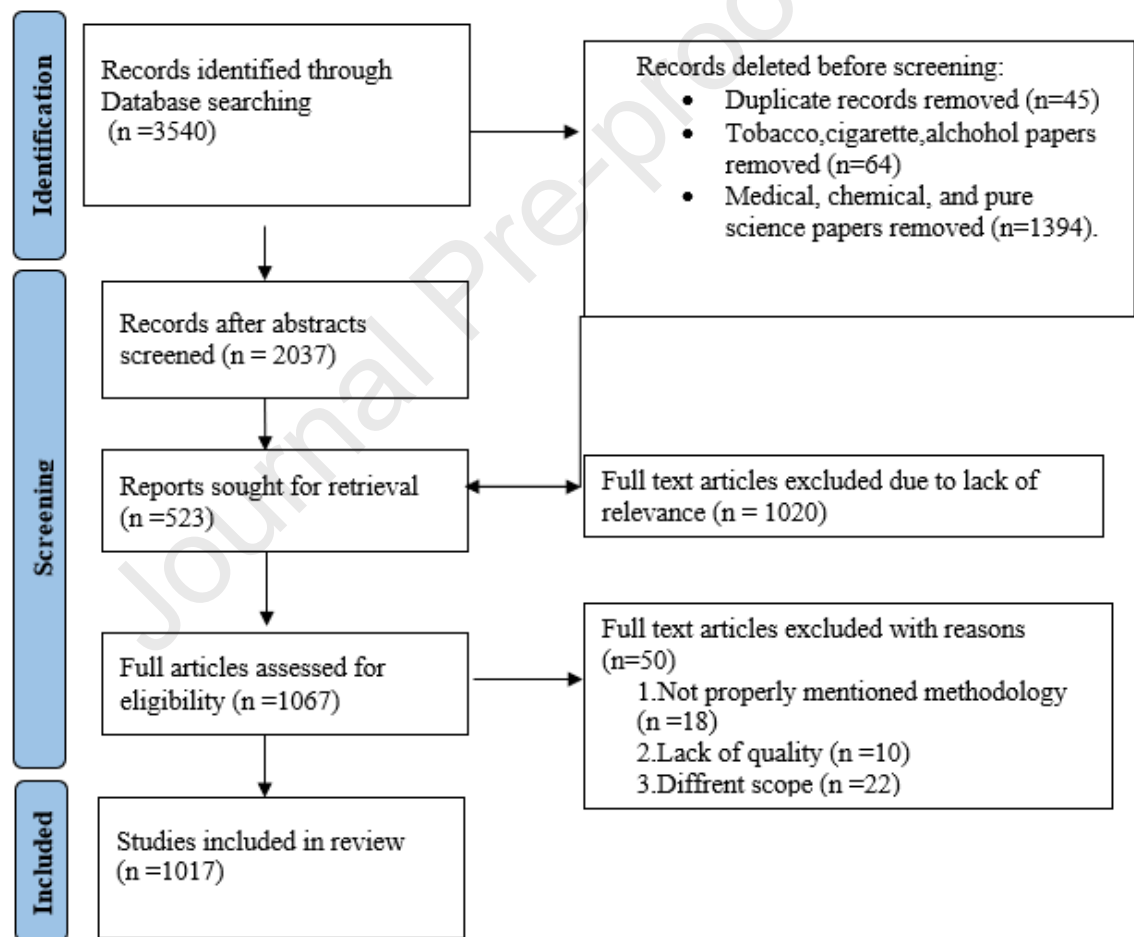 Identification
Records identified through
Database searching
(n =3540)
Records deleted before screening:
• Duplicate records removed (n=45)
• Tobacco,cigarette,alchohol papers
removed (n=64)
• Medical, chemical, and pure
science papers removed (n=1394).
Screening
Records after abstracts
screened (n = 2037)
Reports sought for retrieval
(n =523)
Full text articles excluded due to lack of
relevance (n = 1020)
Full articles assessed for
eligibility (n =1067)
Full text articles excluded with reasons
(n=50)
1.Not properly mentioned methodology
(n =18)
2.Lack of quality (n =10)
3.Diffrent scope (n =22)
Included
Studies included in review
(n =1017)
Journal Pre-proo